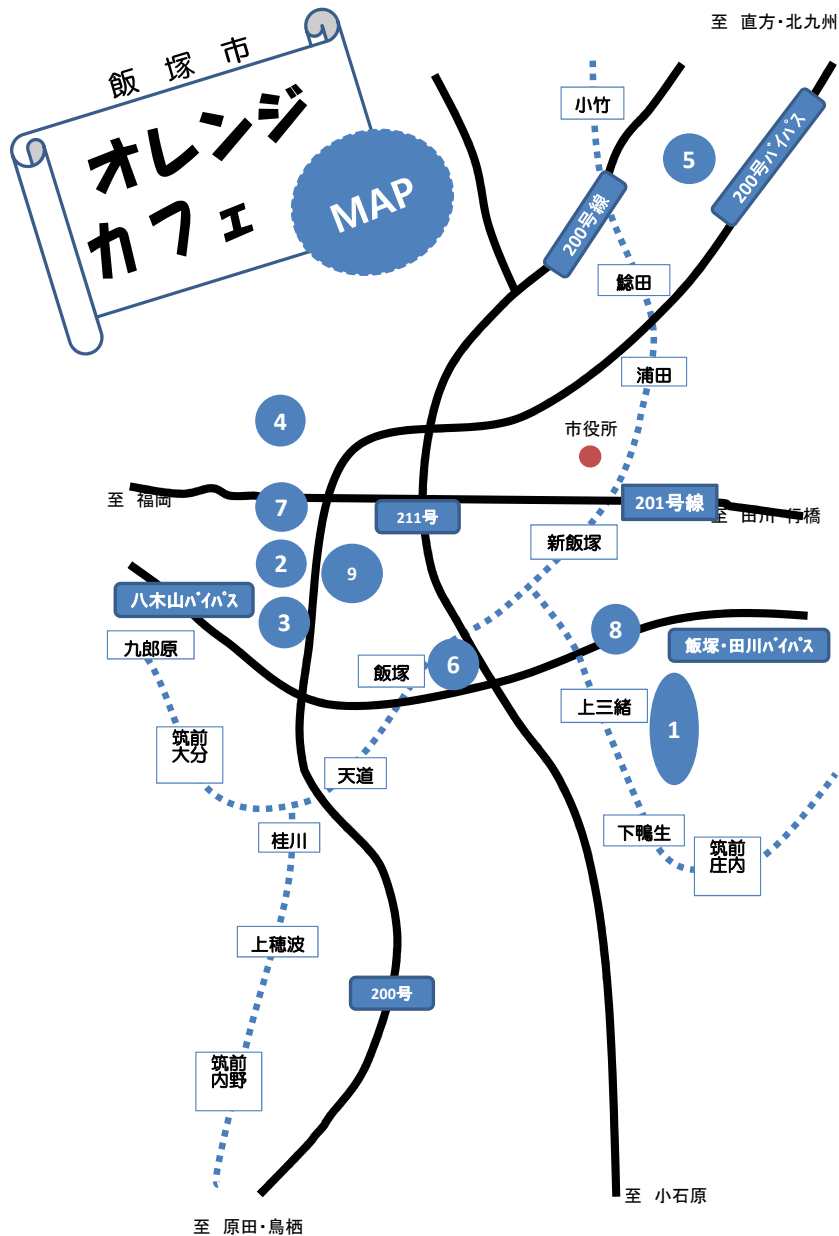 至 直方・北九州
飯塚市
オレンジ
カフェ
MAP
小竹
5
200号ﾊﾞｲﾊﾟｽ
200号線
鯰田
浦田
4
市役所
至 福岡
7
211号
201号線
至 田川・行橋
新飯塚
2
9
八木山ﾊﾞｲﾊﾟｽ
3
8
九郎原
飯塚
6
飯塚・田川ﾊﾞｲﾊﾟｽ
上三緒
1
筑前
大分
天道
桂川
下鴨生
筑前
庄内
上穂波
200号
筑前
内野
至 小石原
至 原田・鳥栖